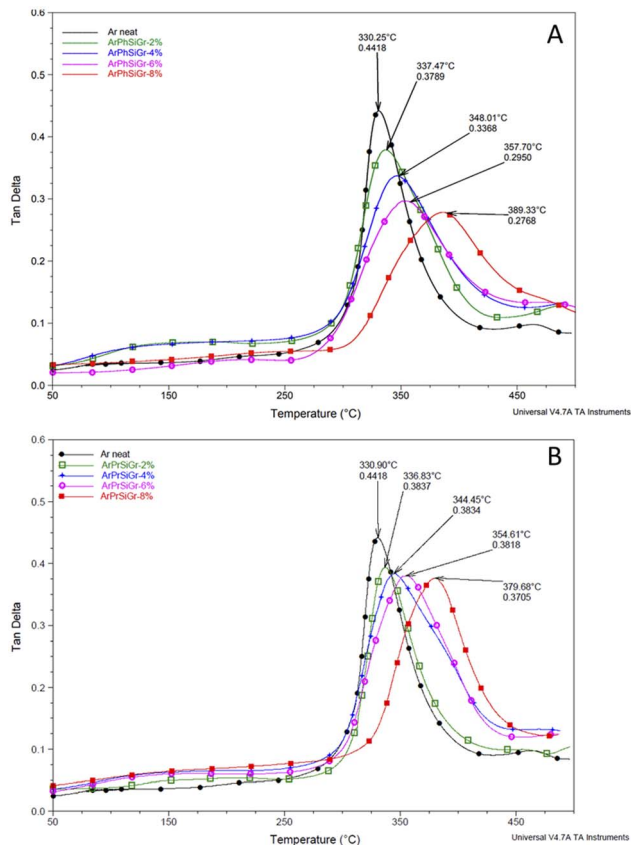 0.6
0.5
0.4
0.3
0.2
0.1
0.0
Tan Delta
Ar neat
ArPhSiGr-2%
ArPhSiGr-4%
ArPhSiGr-6%
ArPhSiGr-8%
A
330.25°C
0.4418
337.47°C
0.3789
348.01°C
0.3368
357.70°C
0.2950
389.33°C
0.2768
50
150
250
350
450
Temperature (°C)
Universal V4.7A TA Instruments
0.6
0.5
0.4
0.3
0.2
0.1
0.0
Tan Delta
Ar neat
ArPrSiGr-2%
ArPrSiGr-4%
ArPrSiGr-6%
ArPrSiGr-8%
B
330.90°C
0.4418
336.83°C
0.3837
344.45°C
0.3834
354.61°C
0.3818
379.68°C
0.3705
50
150
250
350
450
Temperature (°C)
Universal V4.7A TA Instruments